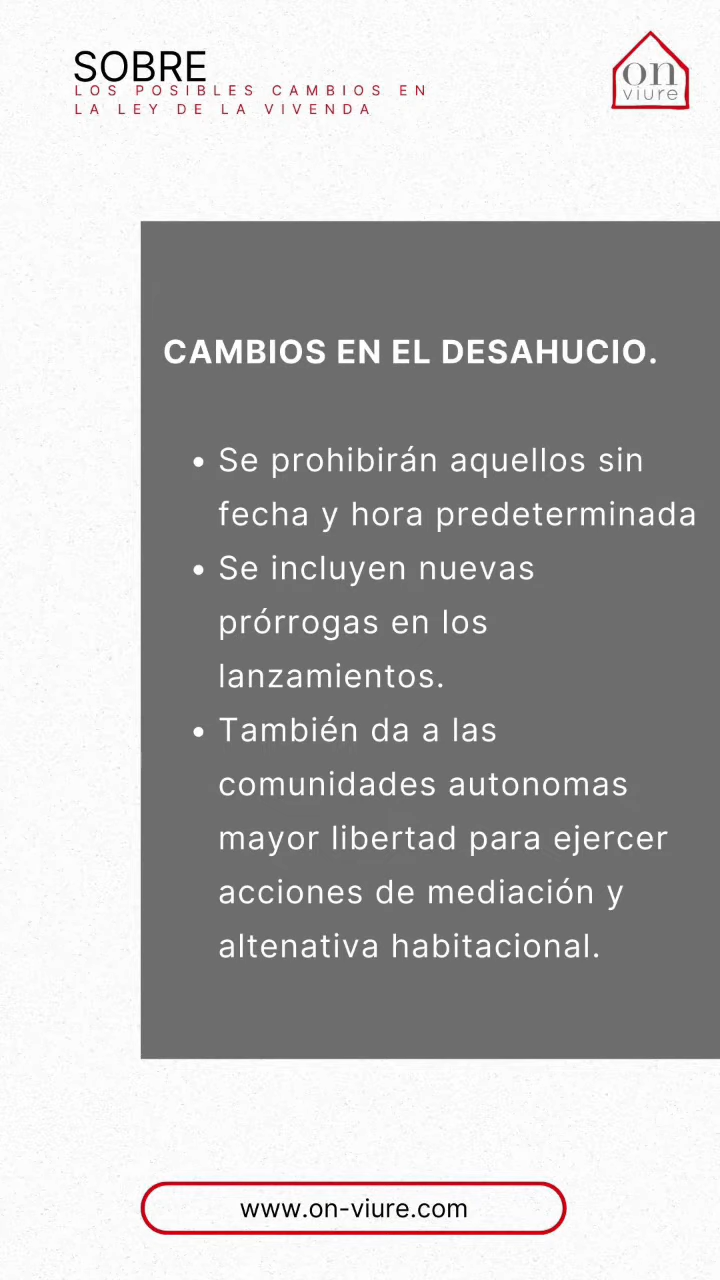 SOBRE
LOS POSIBLES CAMBIOS EN
LA LEY DE LA VIVENDA
on
viure
CAMBIOS EN EL DESAHUCIO.
• Se prohibirán aquellos sin
fecha y hora predeterminada
• Se incluyen nuevas
prórrogas en los
lanzamientos.
• También da a las
comunidades autonomas
mayor libertad para ejercer
acciones de mediación y
altenativa habitacional.
www.on-viure.com